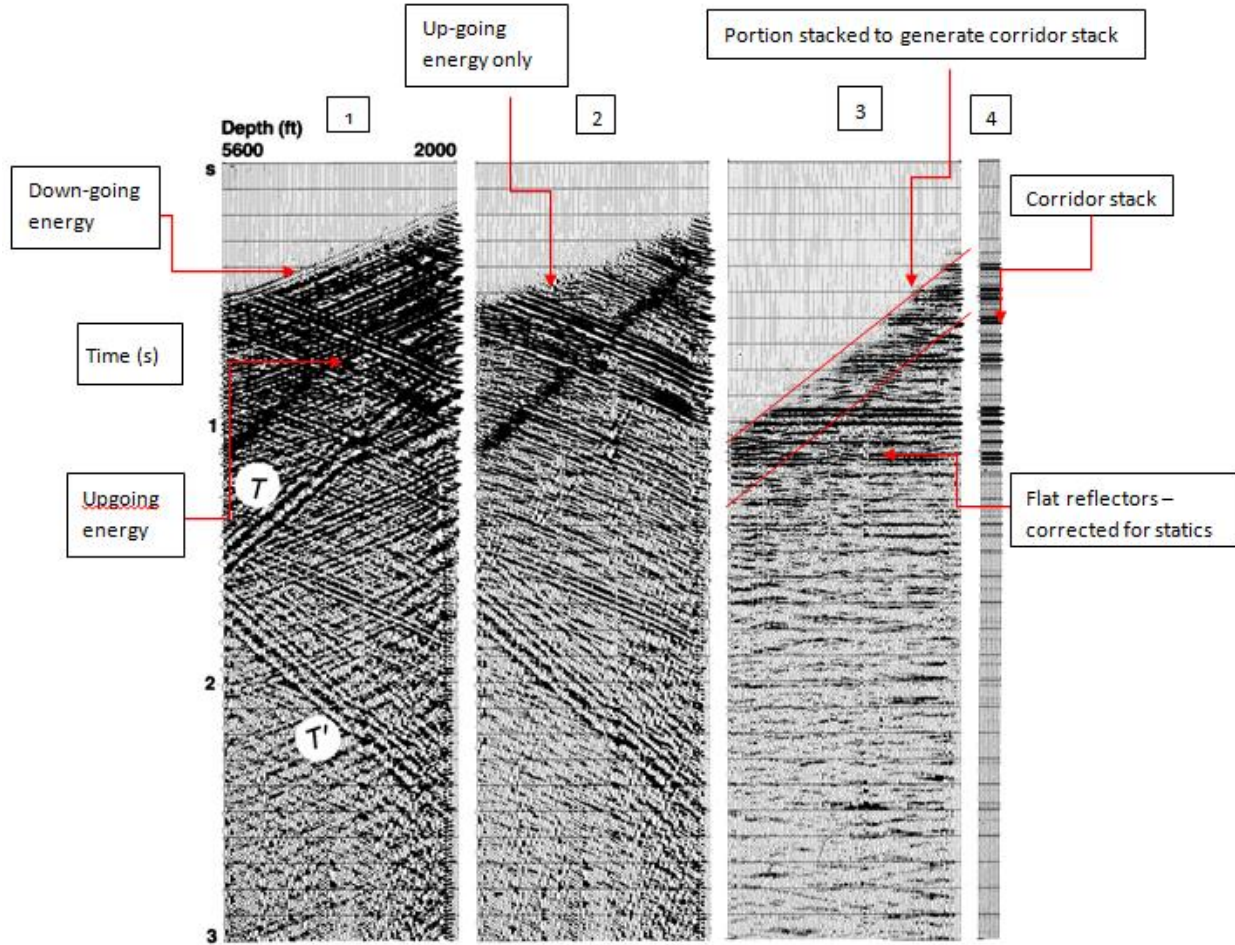 Up-going
energy only
Portion stacked to generate corridor stack
1
2
3
4
Depth (ft)
5600
2000
s
Down-going
energy
Corridor stack
Time (s)
1
T
Upgoing
energy
Flat reflectors –
corrected for statics
2
T'
3